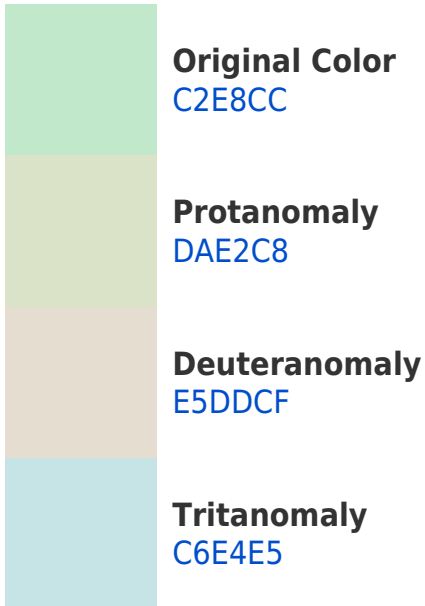 Original Color
C2E8CC
Protanomaly
DAE2C8
Deuteranomaly
E5DDCF
Tritanomaly
C6E4E5